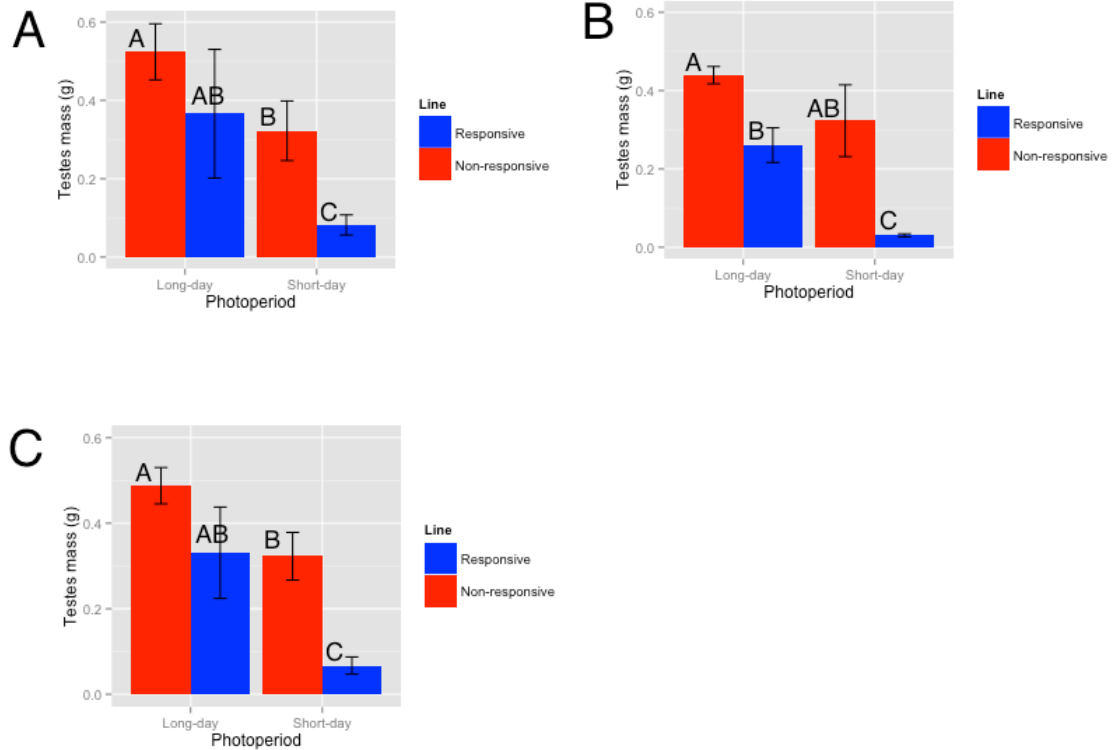 A
Testes mass (g)
0.6
0.4
0.2
0.0
A
AB
B
C
Long-day
Short-day
Photoperiod
Line
Responsive
Non-responsive
B
Testes mass (g)
0.6
0.4
0.2
0.0
A
B
AB
C
Long-day
Short-day
Photoperiod
Line
Responsive
Non-responsive
C
Testes mass (g)
0.6
0.4
0.2
0.0
A
AB
B
C
Long-day
Short-day
Photoperiod
Line
Responsive
Non-responsive